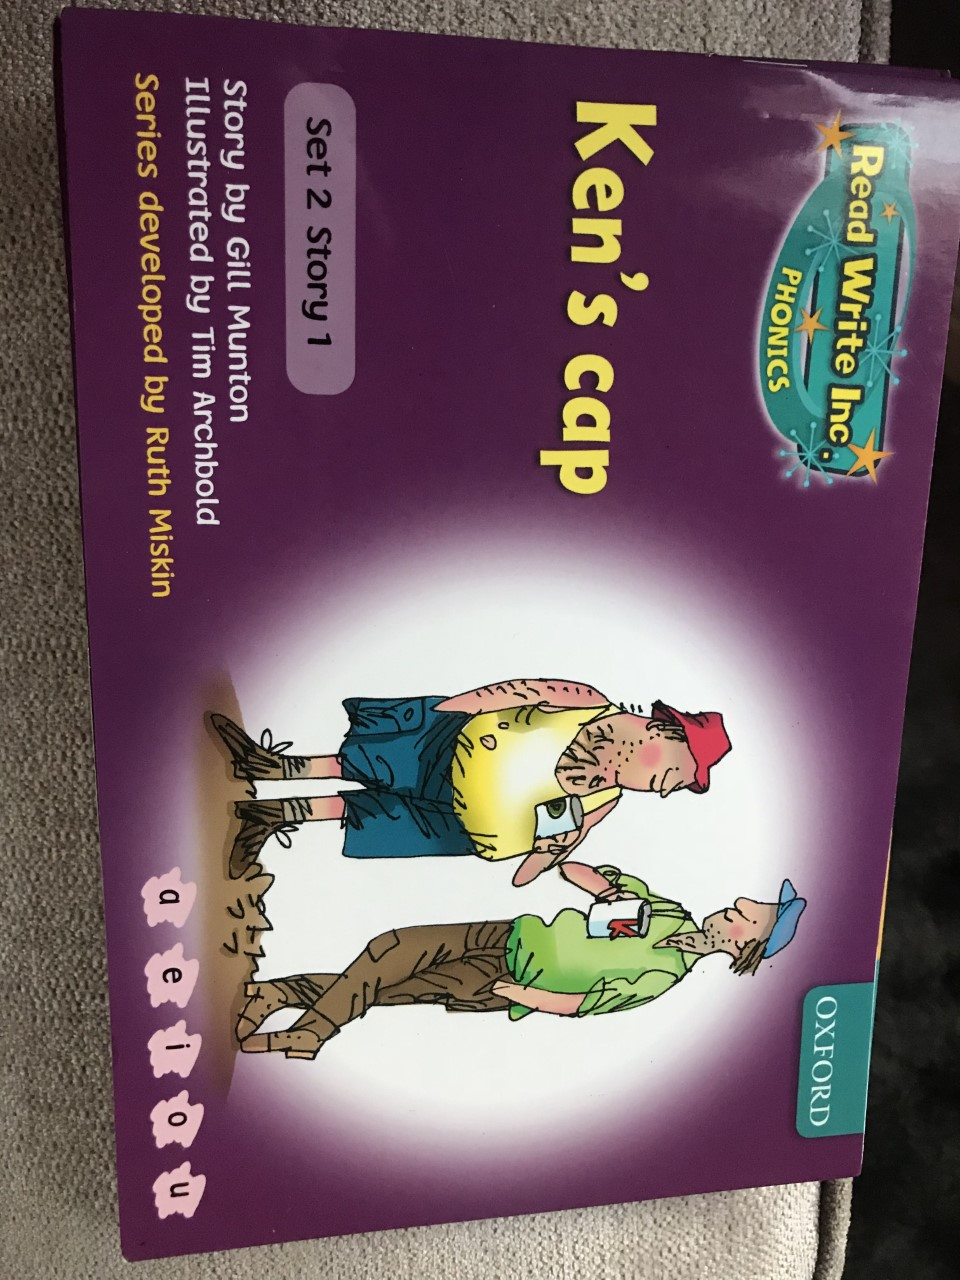 Read Write Inc.
PHONICS
OXFORD
Ken's cap
k
Set 2 Story 1
Story by Gill Munton
Illustrated by Tim Archbold
Series developed by Ruth Miskin
a e i o u